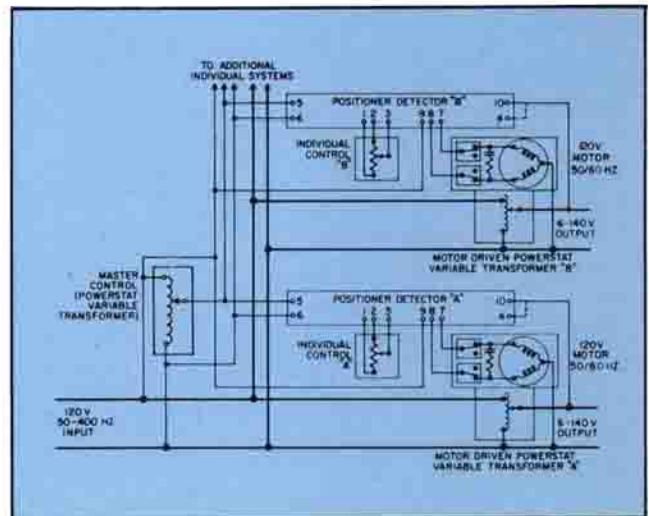 TO ADDITIONAL
INDIVIDUAL SYSTEMS
POSITIONER DETECTOR "B"
5
6
1 2 3
9 8 7
10
4
INDIVIDUAL
CONTROL
"B"
120V
MOTOR
50/60 HZ
6-140 V
OUTPUT
MOTOR DRIVEN POWERSTAT
VARIABLE TRANSFORMER "B"
MASTER
CONTROL
(POWERSTAT
VARIABLE
TRANSFORMER)
POSITIONER DETECTOR "A"
5
6
1 2 3
9 8 7
10
4
INDIVIDUAL
CONTROL
"A"
120V
MOTOR
50/60 HZ
120 V
50-400 HZ
INPUT
6-140 V
OUTPUT
MOTOR DRIVEN POWERSTAT
VARIABLE TRANSFORMER "A"